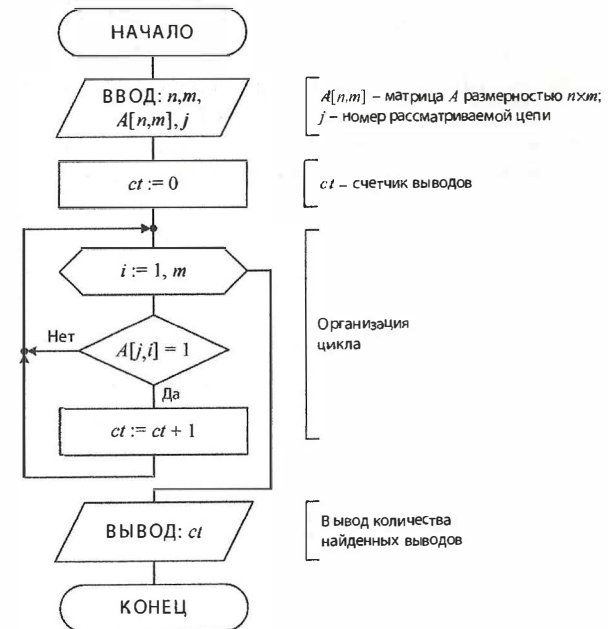 НАЧАЛО
ВВОД: n,m,
A[n,m], j
A[n,m] – матрица A размерностью n×m;
j – номер рассматриваемой цепи
ct := 0
ct – счетчик выводов
i := 1, m
Организация
цикла
Нет
A[j,i] = 1
Да
ct := ct + 1
ВЫВОД: ct
Вывод количества
найденных выводов
КОНЕЦ